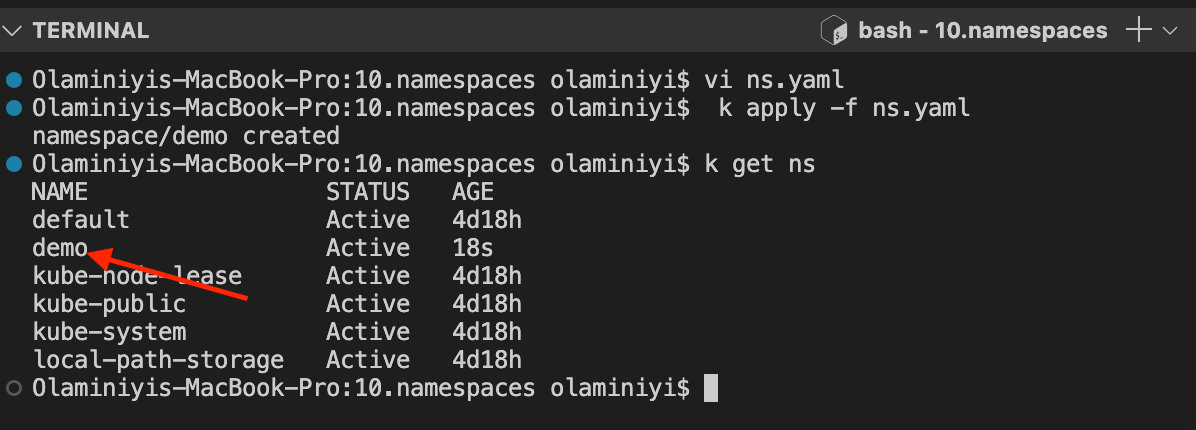 TERMINAL
bash - 10.namespaces
Olaminiyis-MacBook-Pro:10.namespaces olaminiyi$ vi ns.yaml
Olaminiyis-MacBook-Pro:10.namespaces olaminiyi$  k apply -f ns.yaml
namespace/demo created
Olaminiyis-MacBook-Pro:10.namespaces olaminiyi$ k get ns
NAME                 STATUS   AGE
default              Active   4d18h
demo                 Active   18s
kube-node-lease      Active   4d18h
kube-public          Active   4d18h
kube-system          Active   4d18h
local-path-storage   Active   4d18h
Olaminiyis-MacBook-Pro:10.namespaces olaminiyi$